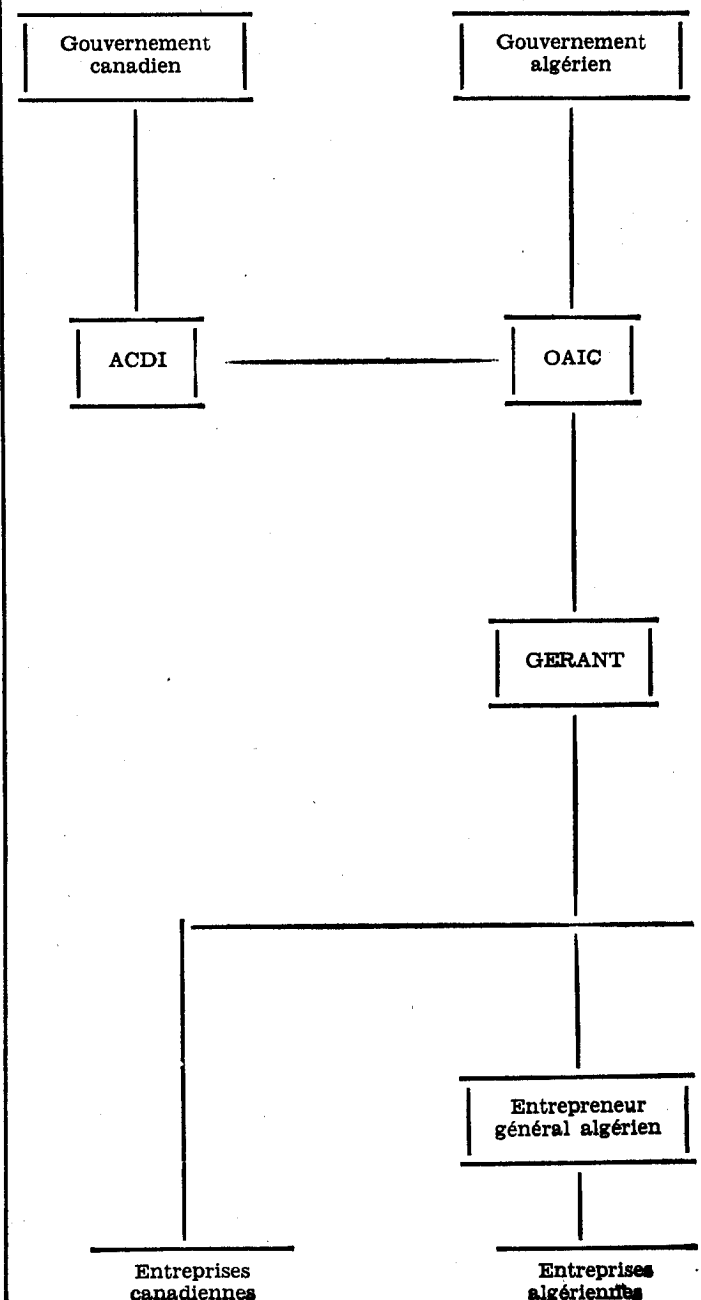 Gouvernement
canadien
Gouvernement
algérien
ACDI
OAIC
GERANT
Entrepreneur
général algérien
Entreprises
canadiennes
Entreprises
algériennes